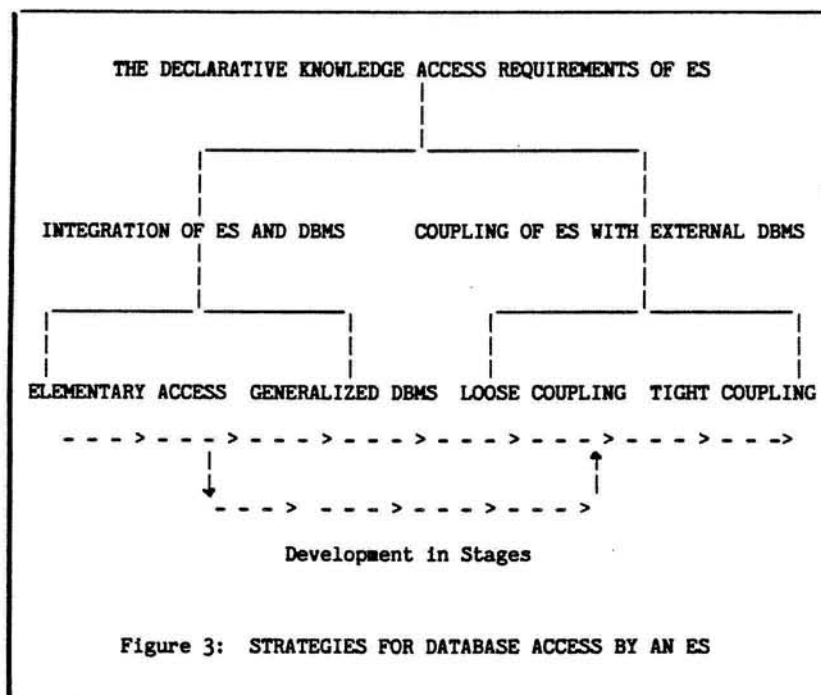 THE DECLARATIVE KNOWLEDGE ACCESS REQUIREMENTS OF ES
INTEGRATION OF ES AND DBMS COUPLING OF ES WITH EXTERNAL DBMS
ELEMENTARY ACCESS GENERALIZED DBMS LOOSE COUPLING TIGHT COUPLING
Development in Stages
Figure 3: STRATEGIES FOR DATABASE ACCESS BY AN ES